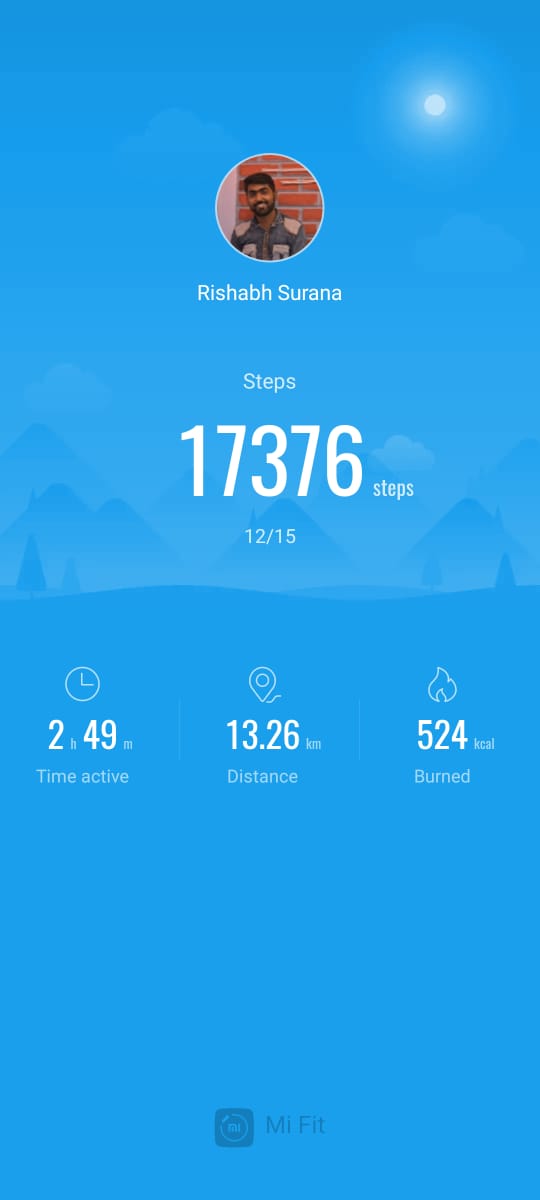 Rishabh Surana
Steps
17376 steps
12/15
2 h 49 m 13.26 km 524 kcal
Time active Distance Burned
mi Mi Fit